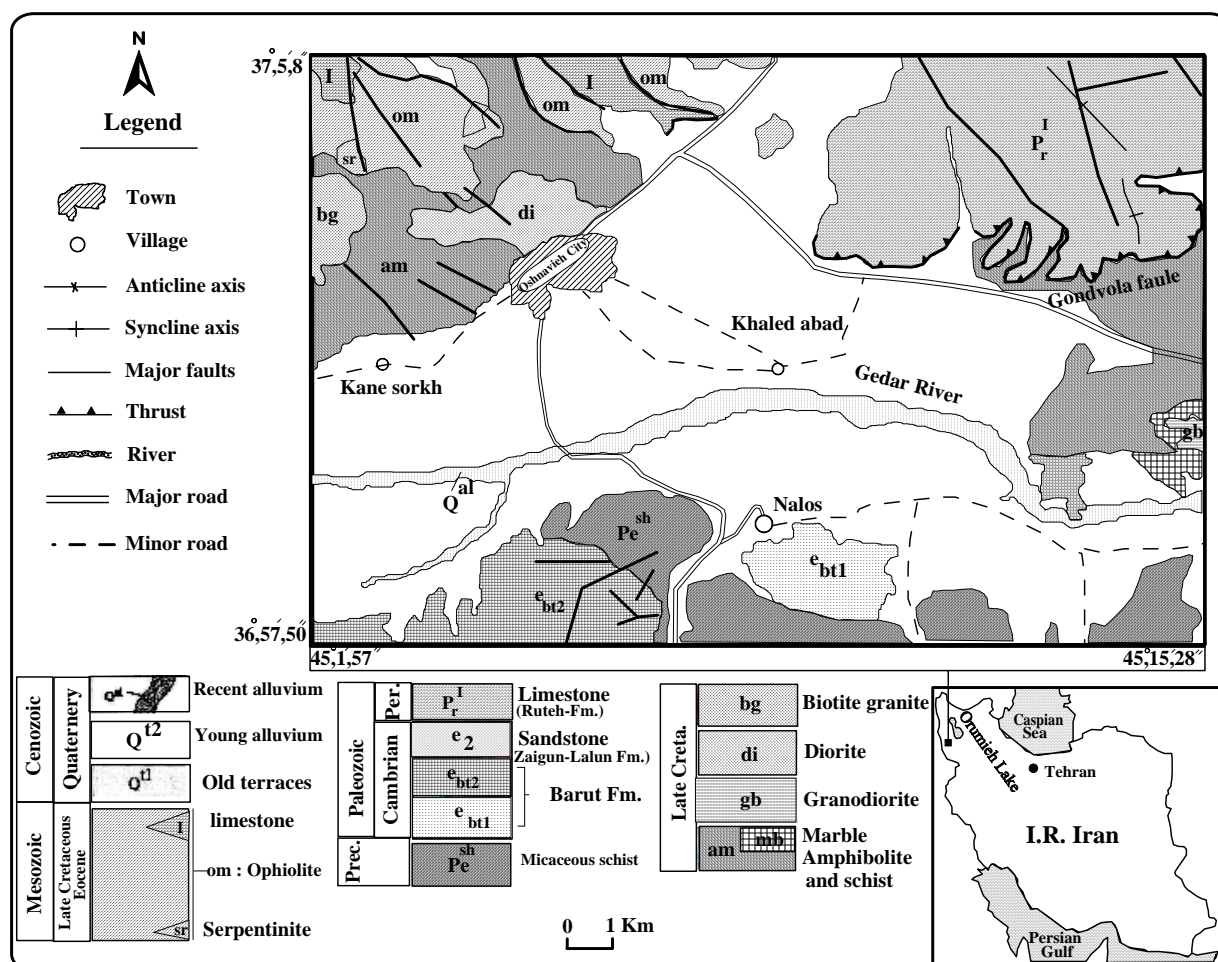 N
Legend
Town
Village
Anticline axis
Syncline axis
Major faults
Thrust
River
Major road
Minor road
37°,5,8"
36°,57,50"
45°,1,57"
45°,15,28"
I
om
om
I
om
sr
bg
di
am
Oshnavieh City
P r I
Gondvola faule
Khaled abad
Kane sorkh
Gedar River
gb
Q al
Nalos
Pe sh
e bt1
e bt2
Cenozoic
Quaternery
Q al
Recent alluvium
Q t2
Young alluvium
Q t1
Old terraces
Mesozoic
Late Cretaceous
Eocene
I
limestone
om : Ophiolite
sr
Serpentinite
Paleozoic
Per.
P r I
Limestone
(Ruteh-Fm.)
Cambrian
e 2
Sandstone
Zaigun-Lalun Fm.)
e bt2
Barut Fm.
e bt1
Prec.
Pe sh
Micaceous schist
0 1 Km
Late Creta.
bg
Biotite granite
di
Diorite
gb
Granodiorite
am
mb
Marble
Amphibolite
and schist
Caspian
Sea
Orumieh Lake
Tehran
I.R. Iran
Persian
Gulf